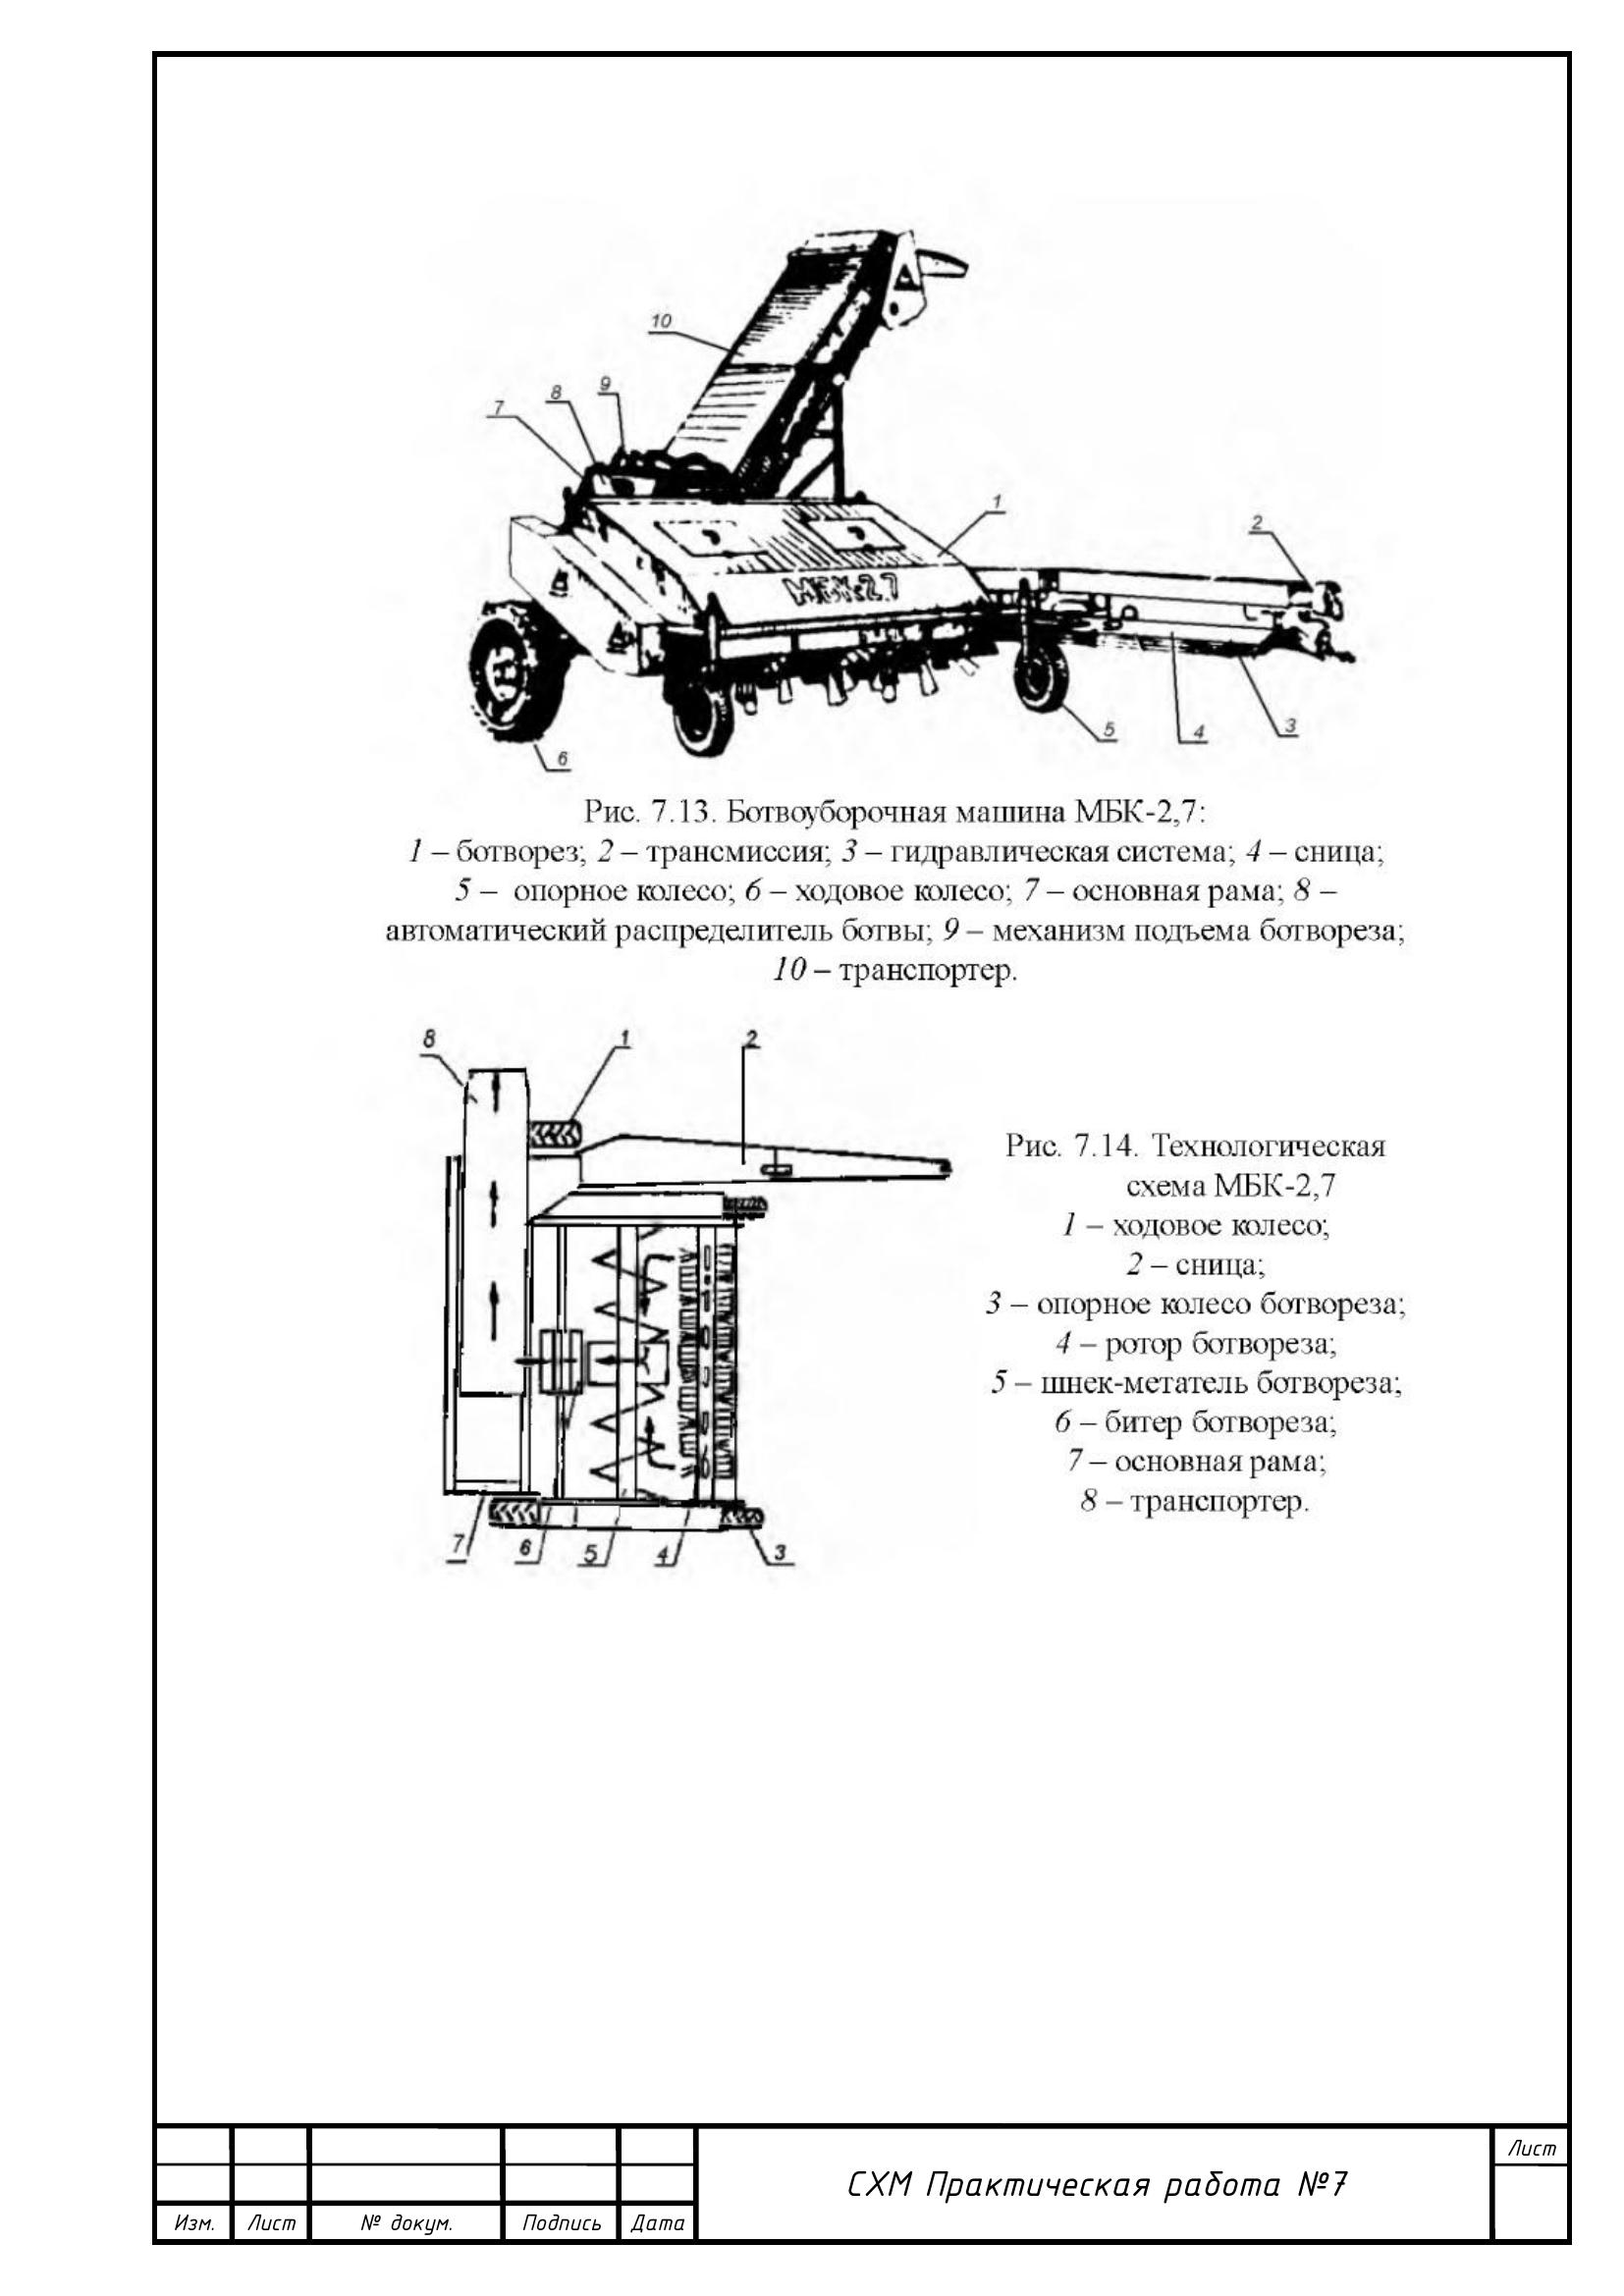 10
9
8
7
1
2
МБК-2,7
5
4
3
6
Рис. 7.13. Ботвоуборочная машина МБК-2,7:
1 – ботворез; 2 – трансмиссия; 3 – гидравлическая система; 4 – сница;
5 – опорное колесо; 6 – ходовое колесо; 7 – основная рама; 8 –
автоматический распределитель ботвы; 9 – механизм подъема ботвореза;
10 – транспортер.
8
1
2
7
6
5
4
3
Рис. 7.14. Технологическая
схема МБК-2,7
1 – ходовое колесо;
2 – сница;
3 – опорное колесо ботвореза;
4 – ротор ботвореза;
5 – шнек-метатель ботвореза;
6 – битер ботвореза;
7 – основная рама;
8 – транспортер.
Изм. Лист № докум. Подпись Дата
СХМ Практическая работа №7
Лист